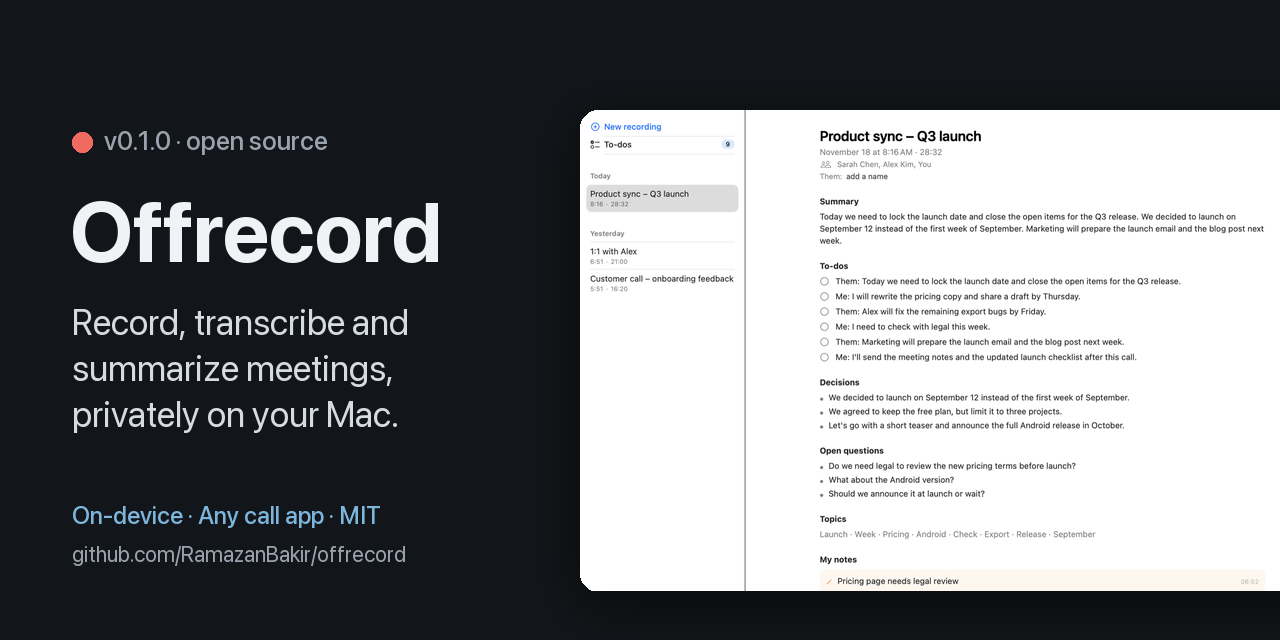 v0.1.0 · open source
Offrecord
Record, transcribe and
summarize meetings,
privately on your Mac.
On-device · Any call app · MIT
github.com/RamazanBakir/offrecord
New recording
To-dos 9
Today
Product sync – Q3 launch
8:16 · 28:32
Yesterday
1:1 with Alex
6:51 · 21:00
Customer call – onboarding feedback
5:51 · 16:20
Product sync – Q3 launch
November 18 at 8:16 AM · 28:32
Sarah Chen, Alex Kim, You
Them: add a name
Summary
Today we need to lock the launch date and close the open items for the Q3 release. We decided to launch on
September 12 instead of the first week of September. Marketing will prepare the launch email and the blog post next
week.
To-dos
Them: Today we need to lock the launch date and close the open items for the Q3 release.
Me: I will rewrite the pricing copy and share a draft by Thursday.
Them: Alex will fix the remaining export bugs by Friday.
Me: I need to check with legal this week.
Them: Marketing will prepare the launch email and the blog post next week.
Me: I'll send the meeting notes and the updated launch checklist after this call.
Decisions
We decided to launch on September 12 instead of the first week of September.
We agreed to keep the free plan, but limit it to three projects.
Let's go with a short teaser and announce the full Android release in October.
Open questions
Do we need legal to review the new pricing terms before launch?
What about the Android version?
Should we announce it at launch or wait?
Topics
Launch · Week · Pricing · Android · Check · Export · Release · September
My notes
Pricing page needs legal review 06:52